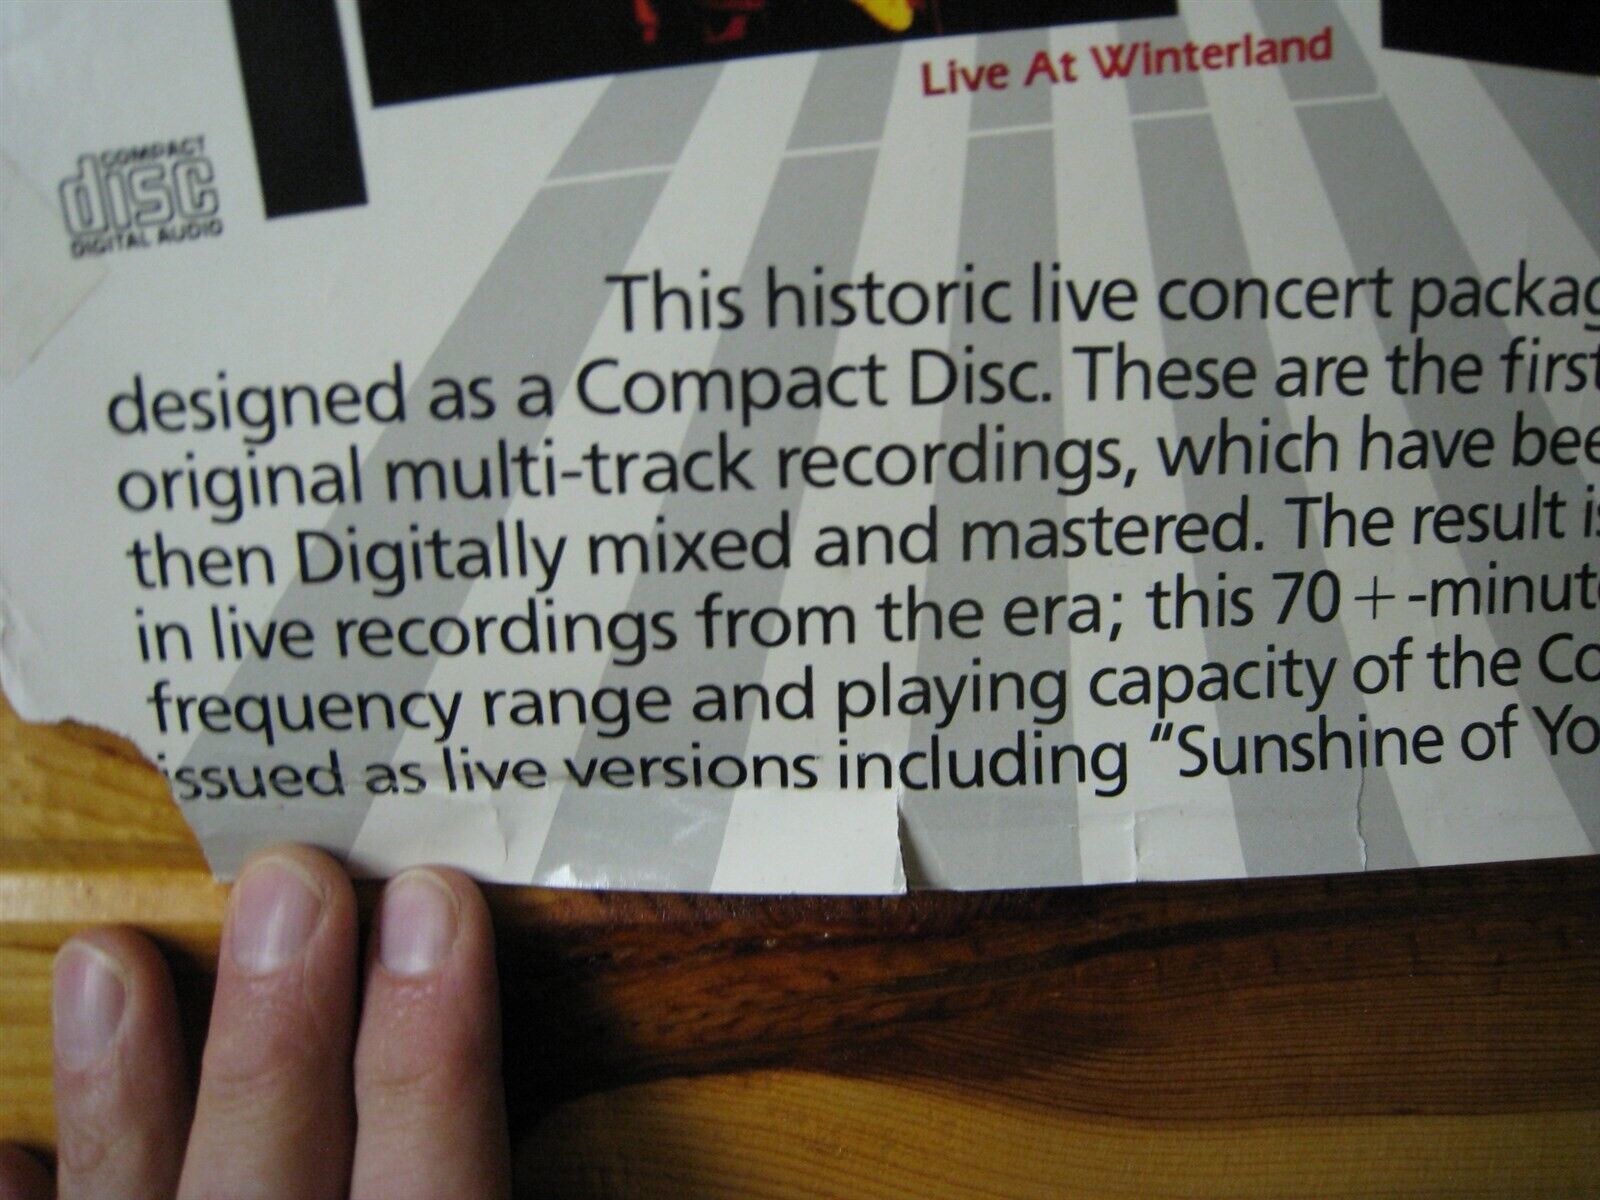 Live At Winterland
COMPACT
disc
DIGITAL AUDIO
This historic live concert packag
designed as a Compact Disc. These are the first
original multi-track recordings, which have bee
then Digitally mixed and mastered. The result is
in live recordings from the era; this 70+-minute
frequency range and playing capacity of the Co
issued as live versions including "Sunshine of Yo